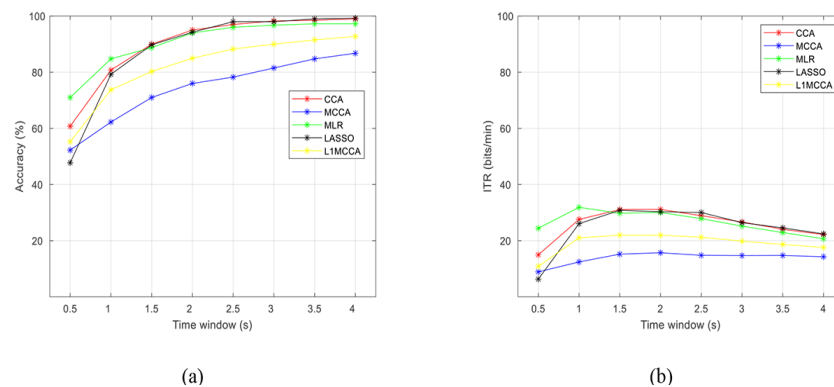 100
80
60
40
20
Accuracy (%)
0.5 1 1.5 2 2.5 3 3.5 4
Time window (s)
CCA
MCCA
MLR
LASSO
L1MCCA
(a)
100
80
60
40
20
ITR (bits/min)
0.5 1 1.5 2 2.5 3 3.5 4
Time window (s)
CCA
MCCA
MLR
LASSO
L1MCCA
(b)